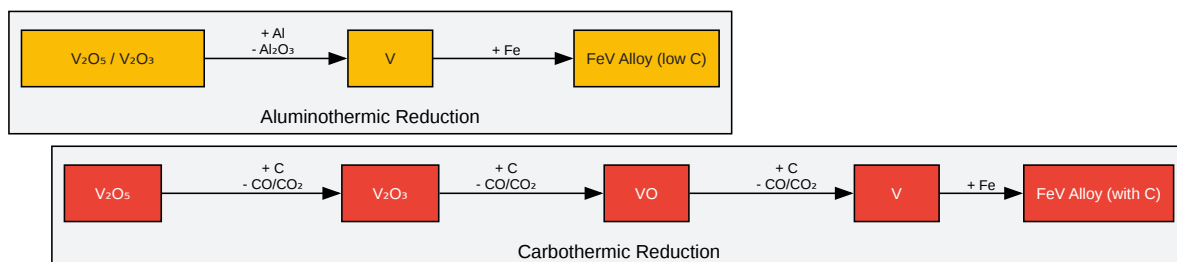 + Al
- Al₂O₃
+ Fe
V₂O₅ / V₂O₃
V
FeV Alloy (low C)
Aluminothermic Reduction
+ C
- CO/CO₂
+ C
- CO/CO₂
+ C
- CO/CO₂
+ Fe
V₂O₅
V₂O₃
VO
V
FeV Alloy (with C)
Carbothermic Reduction